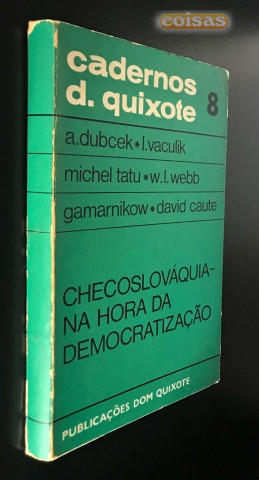 coisas
cadernos
d. quixote 8
a.dubcek•l.vaculik
michel tatu•w.l.webb
gamarnikow•david caute
CHECOSLOVÁQUIA-
NA HORA DA
DEMOCRATIZAÇÃO
PUBLICAÇÕES DOM QUIXOTE